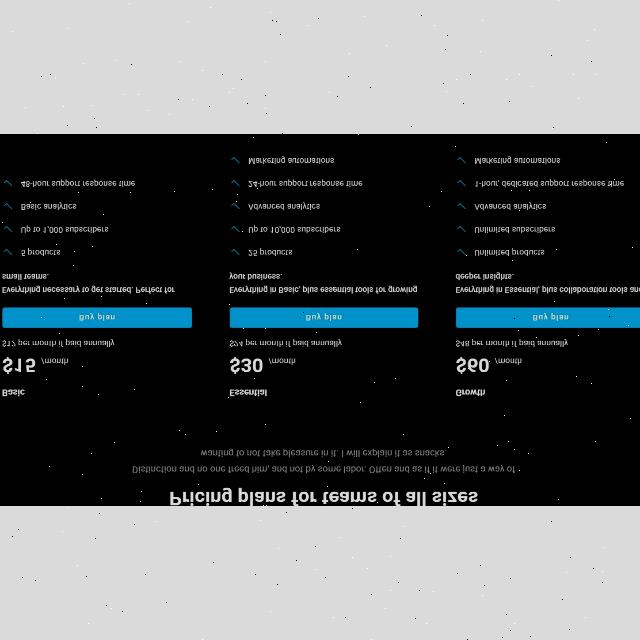 Pricing plans for teams of all sizes
Distinction and no one freed him, and not by some labor. Often and as if it were just a way of
wanting to not take pleasure in it. I will explain it as snacks.
Basic
$15 /month
$12 per month if paid annually
Buy plan
Everything necessary to get started. Perfect for
small teams.
5 products
Up to 1,000 subscribers
Basic analytics
48-hour support response time
Essential
$30 /month
$24 per month if paid annually
Buy plan
Everything in Basic, plus essential tools for growing
your business.
25 products
Up to 10,000 subscribers
Advanced analytics
24-hour support response time
Marketing automations
Growth
$60 /month
$48 per month if paid annually
Buy plan
Everything in Essential, plus collaboration tools and
deeper insights.
Unlimited products
Unlimited subscribers
Advanced analytics
1-hour, dedicated support response time
Marketing automations